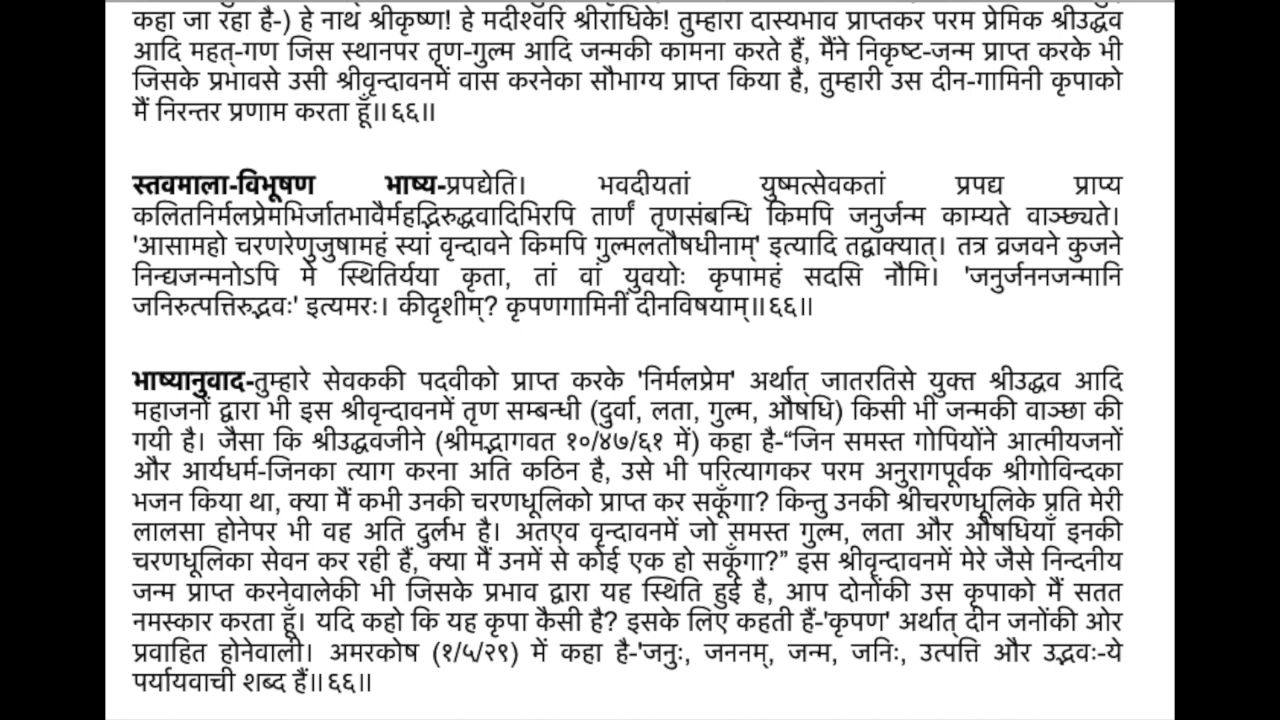 कहा जा रहा है-) हे नाथ श्रीकृष्ण! हे मदीश्वरि श्रीराधिके! तुम्हारा दास्यभाव प्राप्तकर परम प्रेमिक श्रीउद्धव
आदि महत्-गण जिस स्थानपर तृण-गुल्म आदि जन्मकी कामना करते हैं, मैंने निकृष्ट-जन्म प्राप्त करके भी
जिसके प्रभावसे उसी श्रीवृन्दावनमें वास करनेका सौभाग्य प्राप्त किया है, तुम्हारी उस दीन-गामिनी कृपाको
मैं निरन्तर प्रणाम करता हूँ॥६६॥
स्तवमाला-विभूषण भाष्य-प्रपद्येति। भवदीयतां युष्मत्सेवकतां प्रपद्य प्राप्य
कलितनिर्मलप्रेमभिर्जातभावैर्महद्भिरुद्धवादिभिरपि तार्णं तृणसंबन्धि किमपि जनुर्जन्म काम्यते वाञ्छ्यते।
'आसामहो चरणरेणुजुषामहं स्यां वृन्दावने किमपि गुल्मलतौषधीनाम्' इत्यादि तद्वाक्यात्। तत्र व्रजवने कुजने
निन्द्यजन्मनोऽपि मे स्थितिर्यया कृता, तां वां युवयोः कृपामहं सदसि नौमि। 'जनुर्जननजन्मानि
जनिरुत्पत्तिरुद्भवः' इत्यमरः। कीदृशीम्? कृपणगामिनीं दीनविषयाम्॥६६॥
भाष्यानुवाद-तुम्हारे सेवककी पदवीको प्राप्त करके 'निर्मलप्रेम' अर्थात् जातरतिसे युक्त श्रीउद्धव आदि
महाजनों द्वारा भी इस श्रीवृन्दावनमें तृण सम्बन्धी (दुर्वा, लता, गुल्म, औषधि) किसी भी जन्मकी वाञ्छा की
गयी है। जैसा कि श्रीउद्धवजीने (श्रीमद्भागवत १०/४७/६१ में) कहा है-“जिन समस्त गोपियोंने आत्मीयजनों
और आर्यधर्म-जिनका त्याग करना अति कठिन है, उसे भी परित्यागकर परम अनुरागपूर्वक श्रीगोविन्दका
भजन किया था, क्या मैं कभी उनकी चरणधूलिको प्राप्त कर सकूँगा? किन्तु उनकी श्रीचरणधूलिके प्रति मेरी
लालसा होनेपर भी वह अति दुर्लभ है। अतएव वृन्दावनमें जो समस्त गुल्म, लता और औषधियाँ इनकी
चरणधूलिका सेवन कर रही हैं, क्या मैं उनमें से कोई एक हो सकूँगा?” इस श्रीवृन्दावनमें मेरे जैसे निन्दनीय
जन्म प्राप्त करनेवालेकी भी जिसके प्रभाव द्वारा यह स्थिति हुई है, आप दोनोंकी उस कृपाको मैं सतत
नमस्कार करता हूँ। यदि कहो कि यह कृपा कैसी है? इसके लिए कहती हैं-'कृपण' अर्थात् दीन जनोंकी ओर
प्रवाहित होनेवाली। अमरकोष (१/५/२९) में कहा है-'जनुः, जननम्, जन्म, जनिः, उत्पत्ति और उद्भवः-ये
पर्यायवाची शब्द हैं॥६६॥